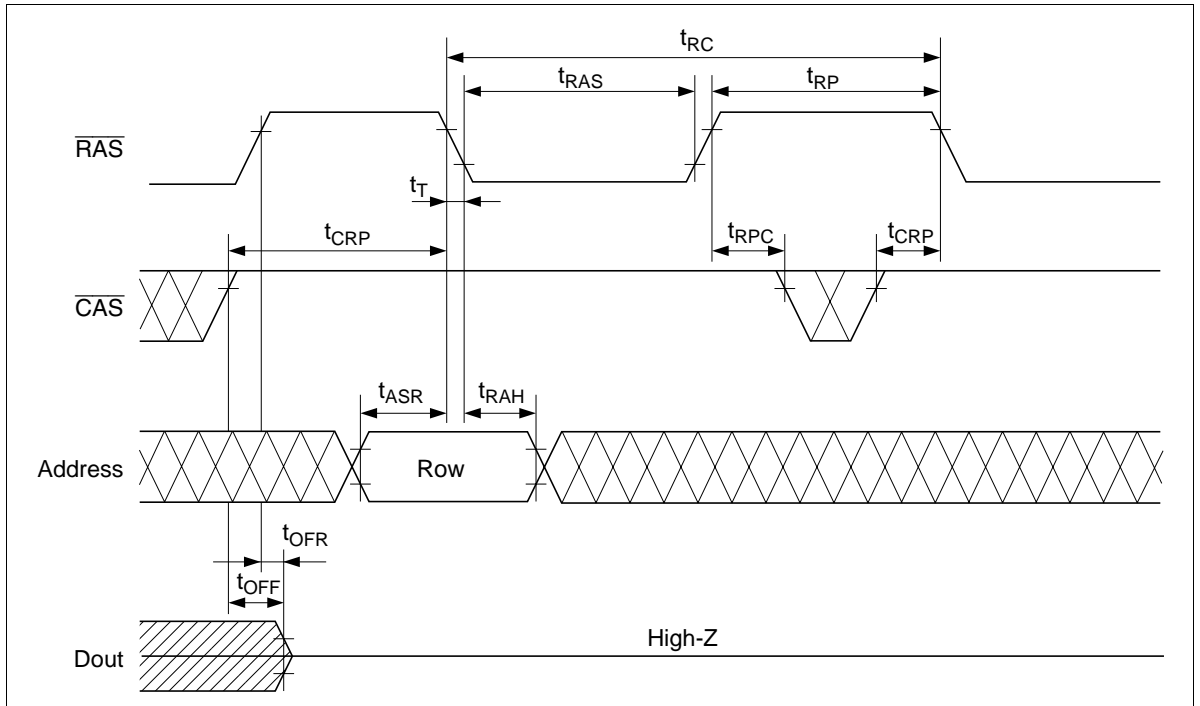 tRC
tRAS
tRP
RAS
tT
tCRP
tRPC
tCRP
CAS
tASR
tRAH
Address
Row
tOFR
tOFF
High-Z
Dout